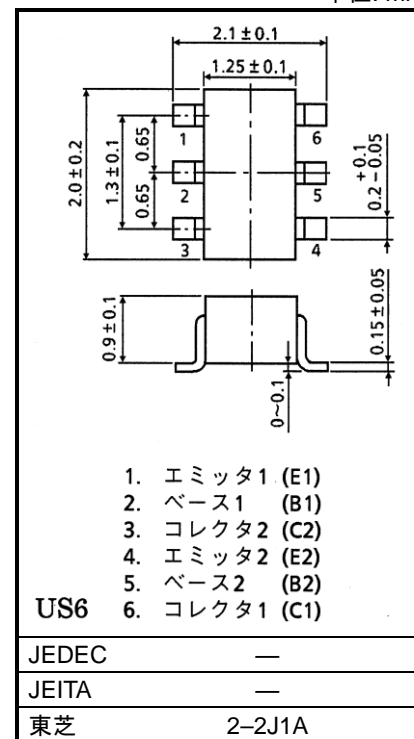 2.1±0.1
1.25±0.1
2.0±0.2
1.3±0.1
0.65
0.65
1
2
3
6
5
4
+0.1
0.2−0.05
0.9±0.1
0.15±0.05
0~0.1
1. エミッタ1 (E1)
2. ベース1 (B1)
3. コレクタ2 (C2)
4. エミッタ2 (E2)
5. ベース2 (B2)
US6 6. コレクタ1 (C1)
JEDEC —
JEITA —
東芝 2–2J1A